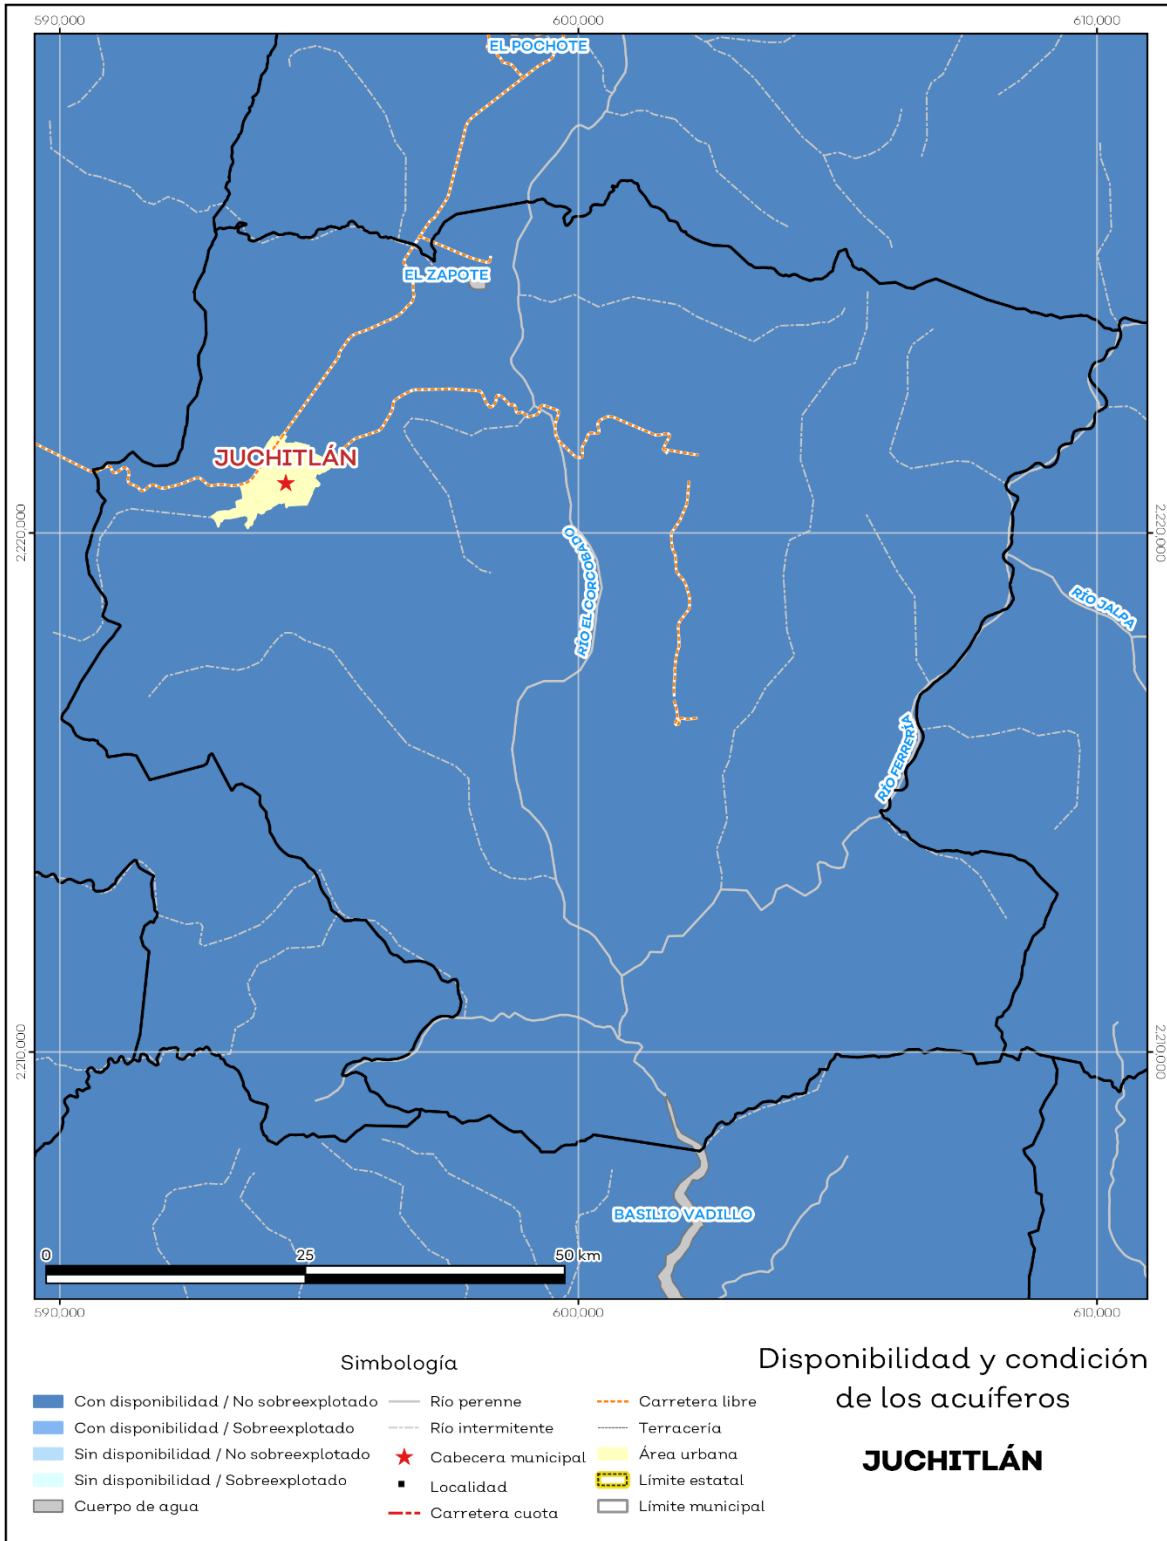 590,000
600,000
610,000
EL POCHOTE
EL ZAPOTE
JUCHITLÁN
2220,000
2220,000
RÍO EL CORCOBADO
RÍO JALPA
RÍO FERRERÍA
2210,000
2210,000
BASILIO VADILLO
0
25
50 km
590,000
600,000
610,000
Simbología
Con disponibilidad / No sobreexplotado
Con disponibilidad / Sobreexplotado
Sin disponibilidad / No sobreexplotado
Sin disponibilidad / Sobreexplotado
Cuerpo de agua
Río perenne
Río intermitente
Cabecera municipal
Localidad
Carretera cuota
Carretera libre
Terracería
Área urbana
Límite estatal
Límite municipal
Disponibilidad y condición
de los acuíferos
JUCHITLÁN